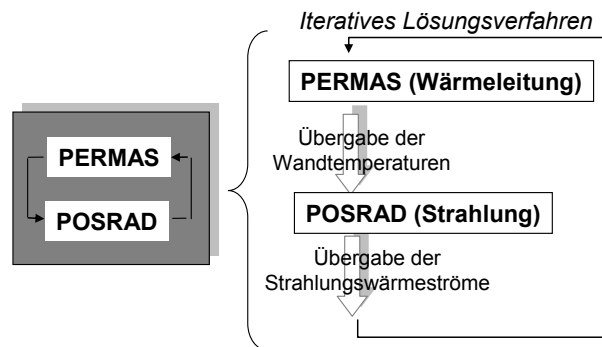 Iteratives Lösungsverfahren
PERMAS (Wärmeleitung)
Übergabe der
Wandtemperaturen
PERMAS
POSRAD
POSRAD (Strahlung)
Übergabe der
Strahlungswärmeströme